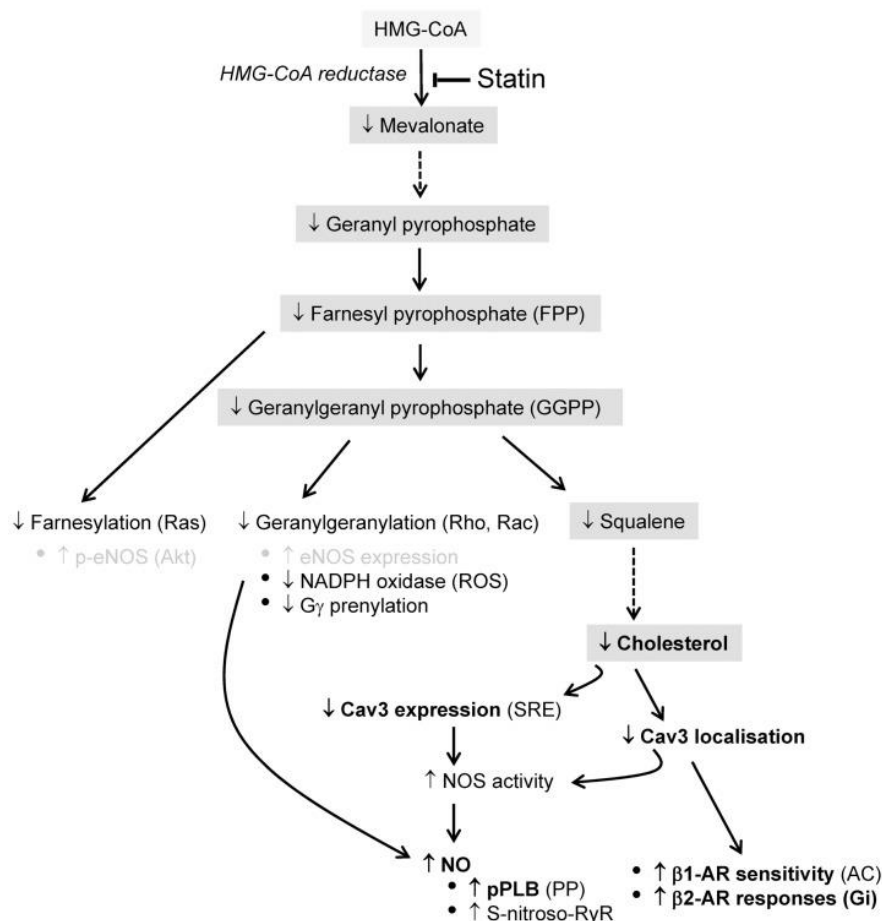 HMG-CoA
HMG-CoA reductase
Statin
↓ Mevalonate
↓ Geranyl pyrophosphate
↓ Farnesyl pyrophosphate (FPP)
↓ Geranylgeranyl pyrophosphate (GGPP)
↓ Farnesylation (Ras)
• ↑ p-eNOS (Akt)
↓ Geranylgeranylation (Rho, Rac)
• ↑ eNOS expression
• ↓ NADPH oxidase (ROS)
• ↓ Gγ prenylation
↓ Squalene
↓ Cholesterol
↓ Cav3 expression (SRE)
↓ Cav3 localisation
↑ NOS activity
↑ NO
• ↑ pPLB (PP)
• ↑ S-nitroso-RyR
• ↑ β1-AR sensitivity (AC)
• ↑ β2-AR responses (Gi)